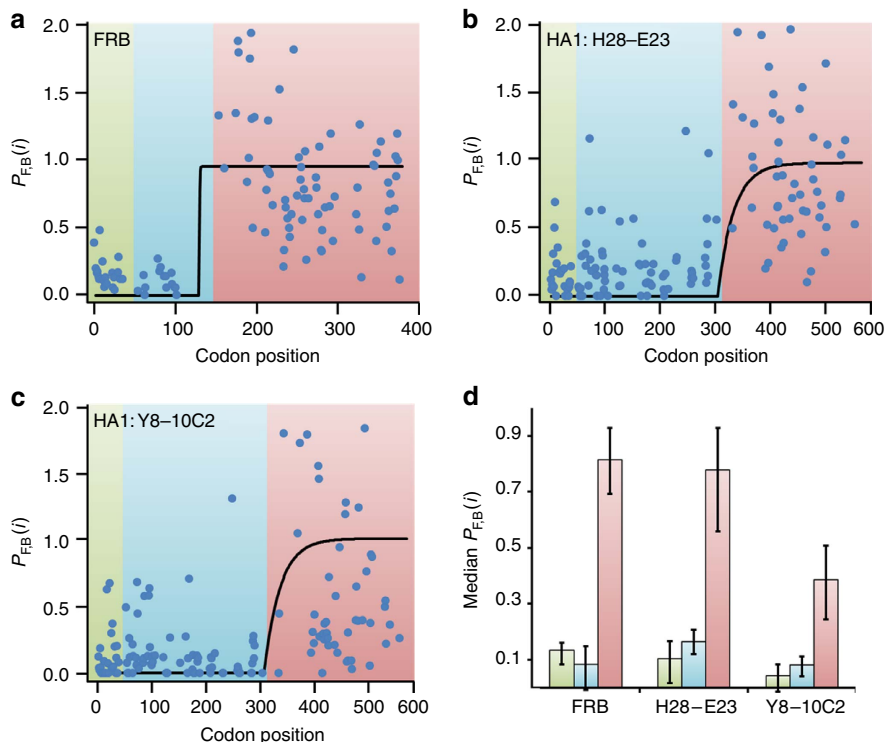 a
FRB
2.0
1.5
1.0
0.5
0.0
P_F,B(i)
0 100 200 300 400
Codon position
b
HA1: H28–E23
2.0
1.5
1.0
0.5
0.0
P_F,B(i)
0 100 200 300 400 500 600
Codon position
c
HA1: Y8–10C2
2.0
1.5
1.0
0.5
0.0
P_F,B(i)
0 100 200 300 400 500 600
Codon position
d
0.9
0.7
0.5
0.3
0.1
Median P_F,B(i)
FRB H28–E23 Y8–10C2